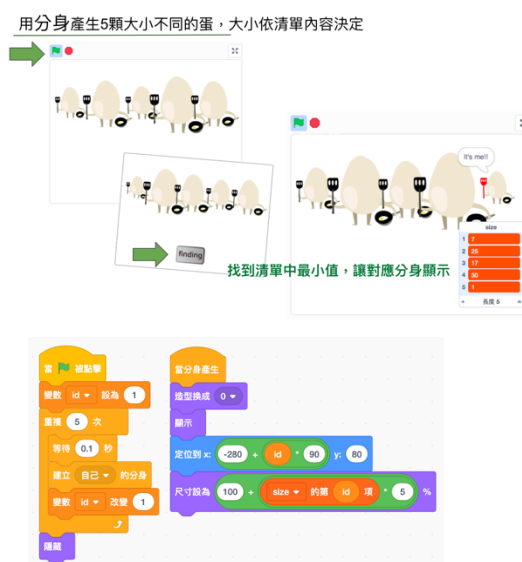 用分身產生5顆大小不同的蛋，大小依清單內容決定
finding
It's me!!
size
1 7
2 25
3 17
4 30
5 1
+ 長度 5 =
找到清單中最小值，讓對應分身顯示
當 被點擊
變數 id 設為 1
重複 5 次
等待 0.1 秒
建立 自己 的分身
變數 id 改變 1
隱藏
當分身產生
造型換成 0
顯示
定位到 x: -280 + id * 90 y: 80
尺寸設為 100 + size 的第 id 項 * 5 %